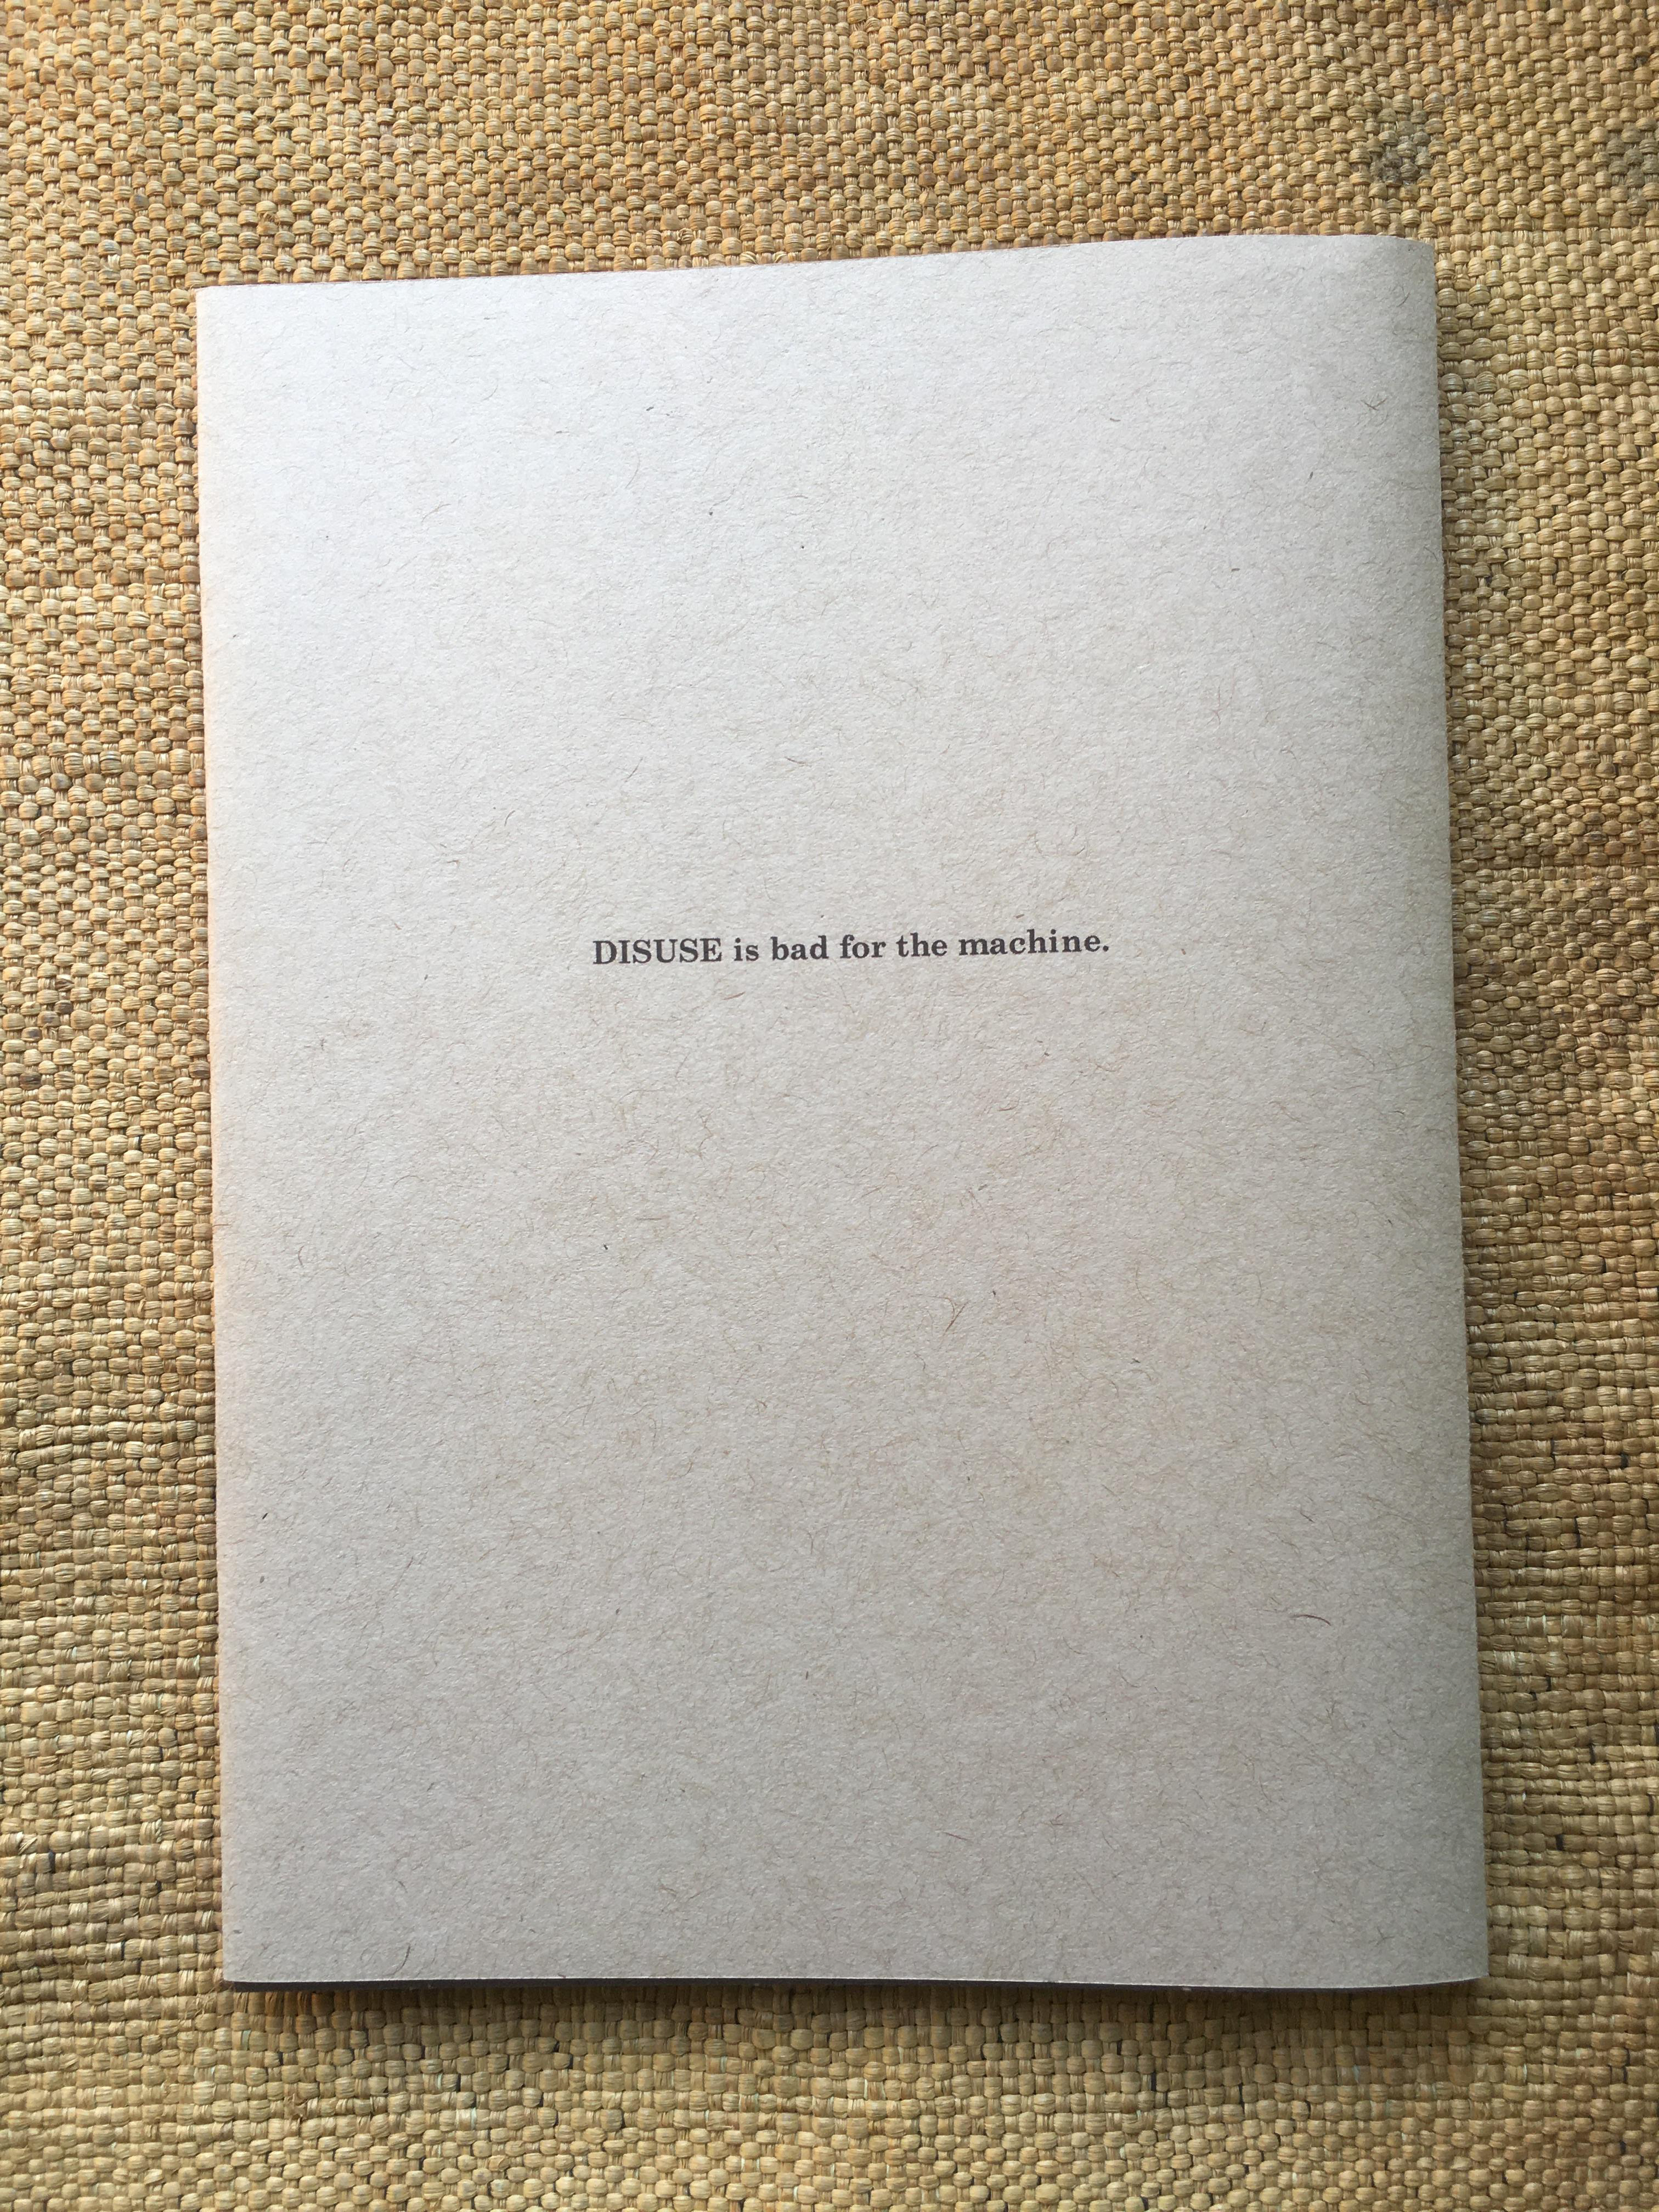 DISUSE is bad for the machine.